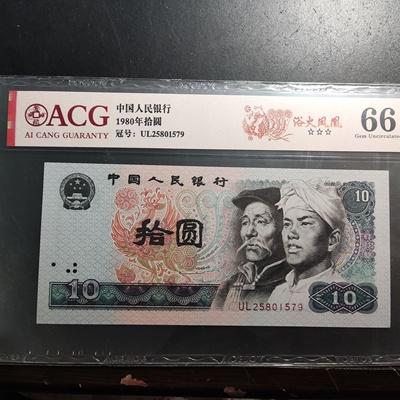 ACG
AI CANG GUARANTY
中国人民银行
1980年拾圆
冠号: UL25801579
浴火凤凰
66
Gem Uncirculated
中国人民银行
10
拾圆
UL25801579
10
10